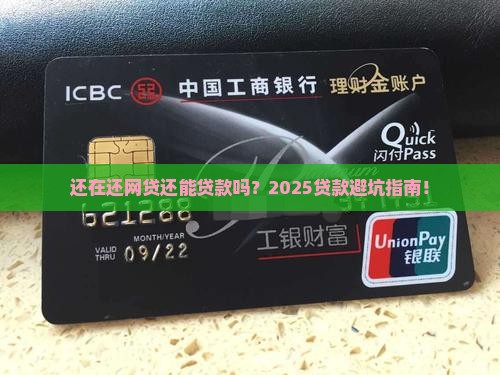 ICBC 中国工商银行 理财金账户
Quick
闪付Pass
还在还网贷还能贷款吗？2025贷款避坑指南！
621288
MONTH/YEAR
VALID
THRU 09/22
工银财富
UnionPay
银联